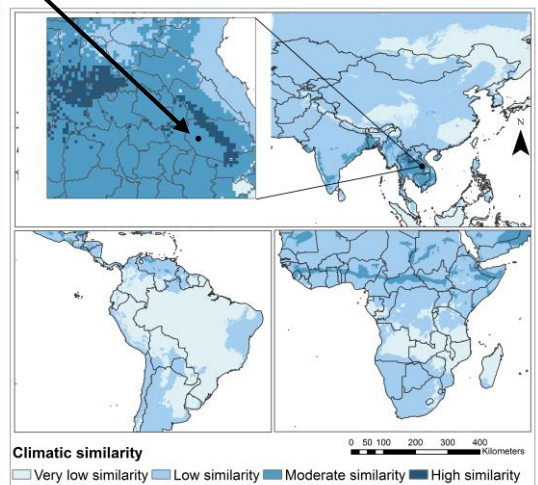 N
Climatic similarity
0 50 100 200 300 400
Kilometers
Very low similarity Low similarity Moderate similarity High similarity